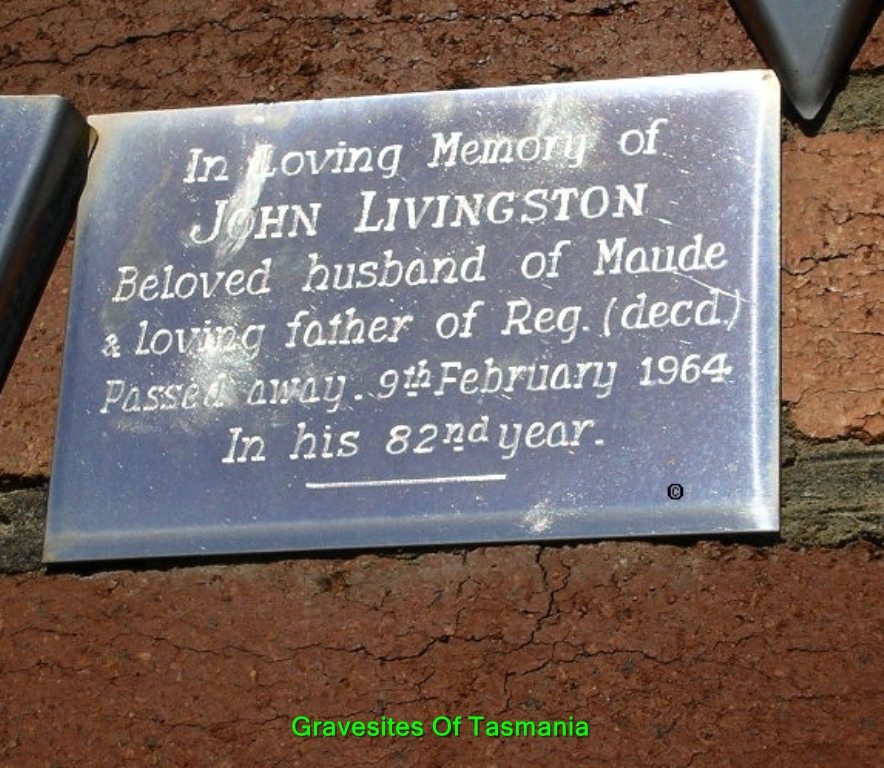 In Loving Memory of
JOHN LIVINGSTON
Beloved husband of Maude
& loving father of Reg. (decd.)
Passed away. 9th February 1964
In his 82nd year.
©
Gravesites Of Tasmania